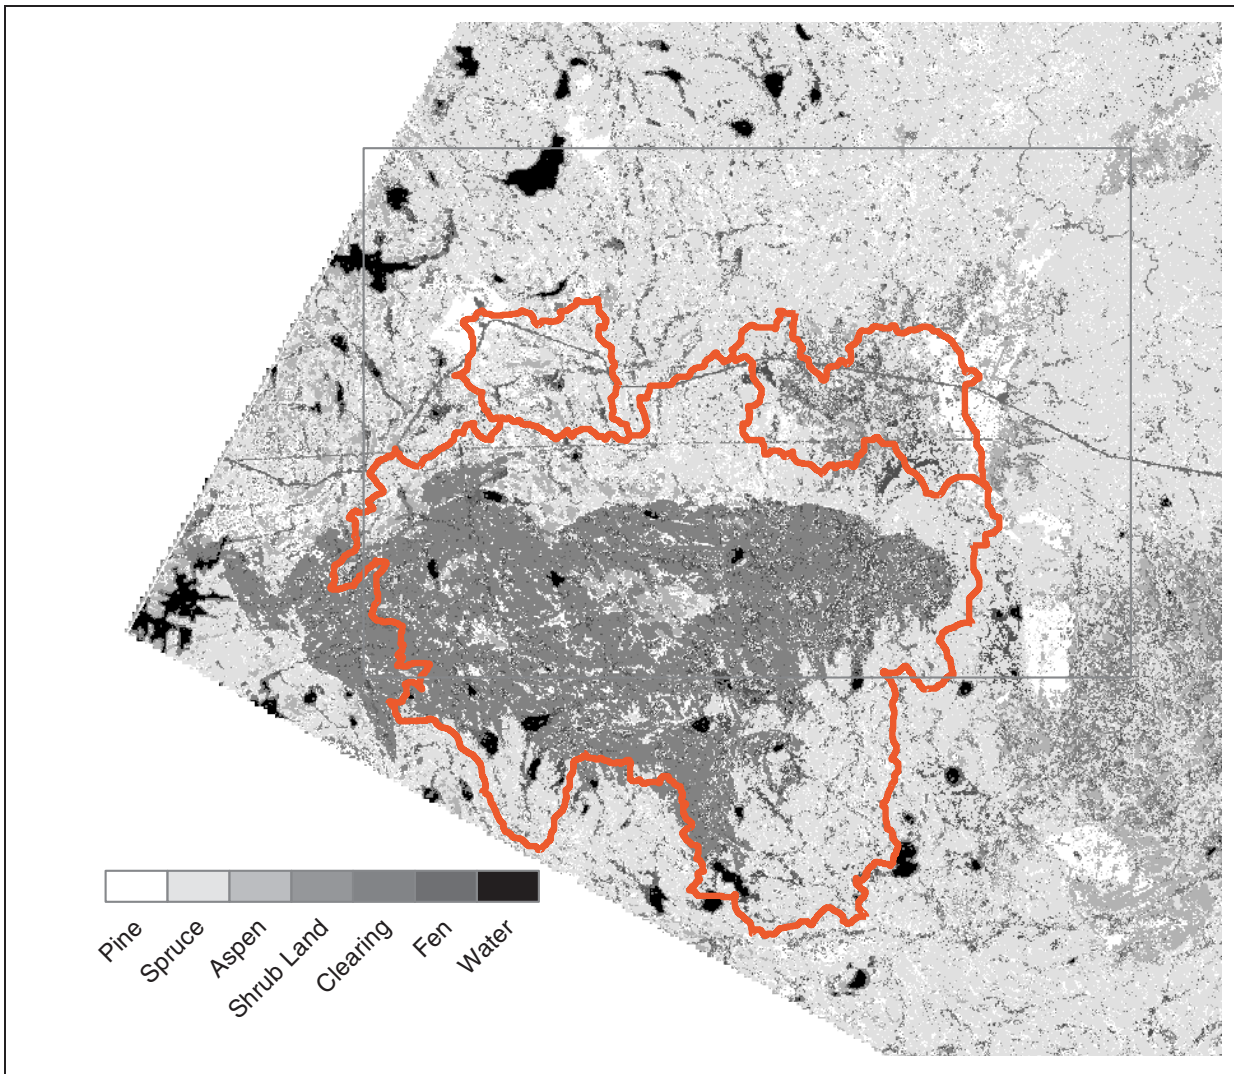 Pine
Spruce
Aspen
Shrub Land
Clearing
Fen
Water